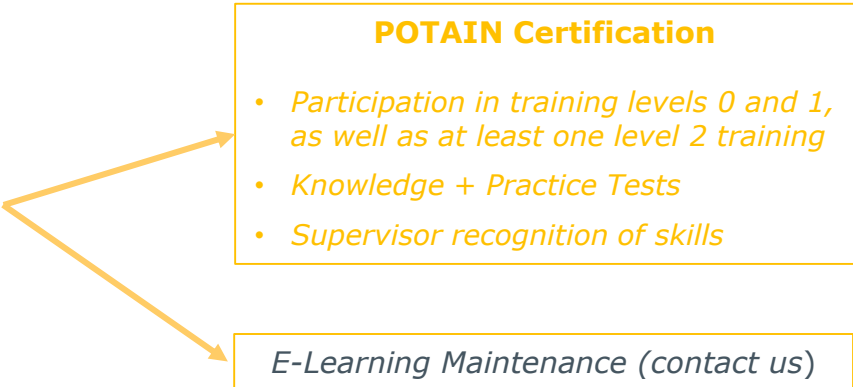 POTAIN Certification
• Participation in training levels 0 and 1,
as well as at least one level 2 training
• Knowledge + Practice Tests
• Supervisor recognition of skills
E-Learning Maintenance (contact us)